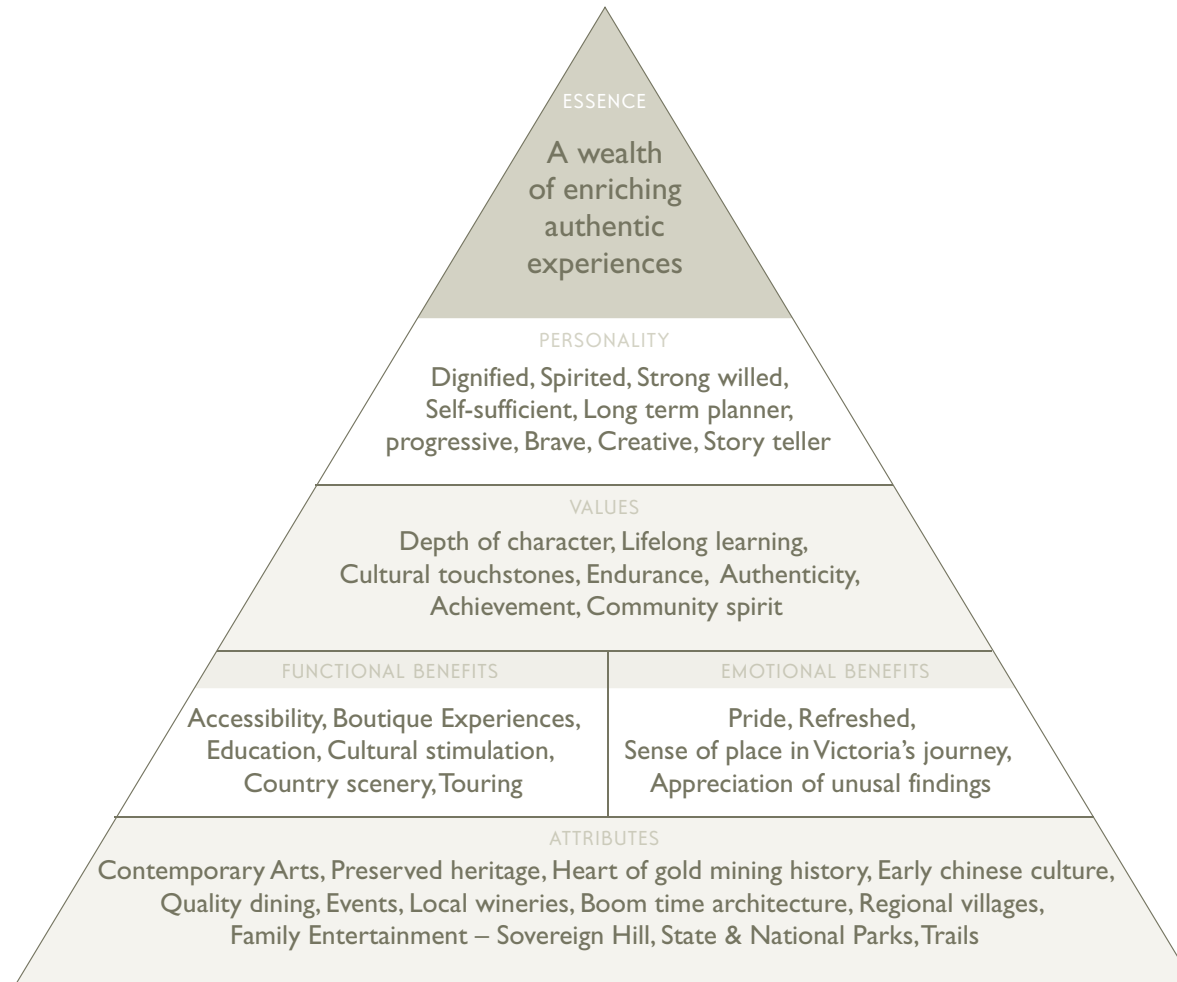 ESSENCE
A wealth
of enriching
authentic
experiences
PERSONALITY
Dignified, Spirited, Strong willed,
Self-sufficient, Long term planner,
progressive, Brave, Creative, Story teller
VALUES
Depth of character, Lifelong learning,
Cultural touchstones, Endurance, Authenticity,
Achievement, Community spirit
FUNCTIONAL BENEFITS
Accessibility, Boutique Experiences,
Education, Cultural stimulation,
Country scenery, Touring
EMOTIONAL BENEFITS
Pride, Refreshed,
Sense of place in Victoria’s journey,
Appreciation of unusal findings
ATTRIBUTES
Contemporary Arts, Preserved heritage, Heart of gold mining history, Early chinese culture,
Quality dining, Events, Local wineries, Boom time architecture, Regional villages,
Family Entertainment – Sovereign Hill, State & National Parks, Trails